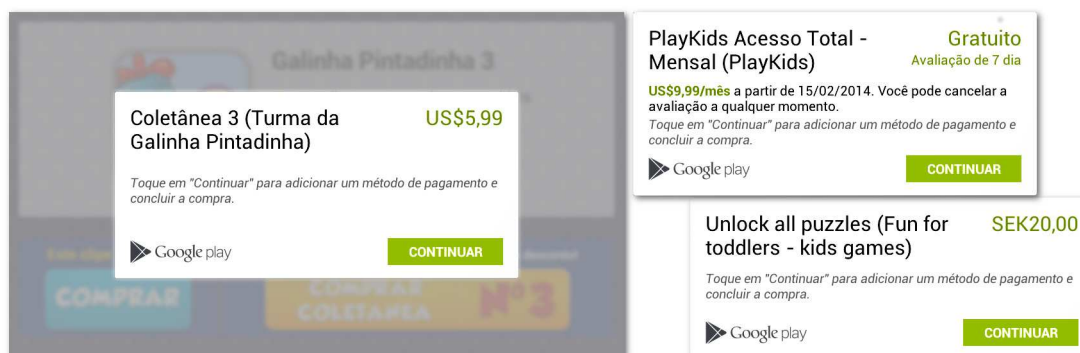 Galinha Pintadinha 3
Coletânea 3 (Turma da
Galinha Pintadinha)
US$5,99
Toque em "Continuar" para adicionar um método de pagamento e
concluir a compra.
Google play
CONTINUAR
COMPRAR
COMPRAR
COLETANEA
Nº 3
PlayKids Acesso Total -
Mensal (PlayKids)
Gratuito
Avaliação de 7 dia
US$9,99/mês a partir de 15/02/2014. Você pode cancelar a
avaliação a qualquer momento.
Toque em "Continuar" para adicionar um método de pagamento e
concluir a compra.
Google play
CONTINUAR
Unlock all puzzles (Fun for
toddlers - kids games)
SEK20,00
Toque em "Continuar" para adicionar um método de pagamento e
concluir a compra.
Google play
CONTINUAR